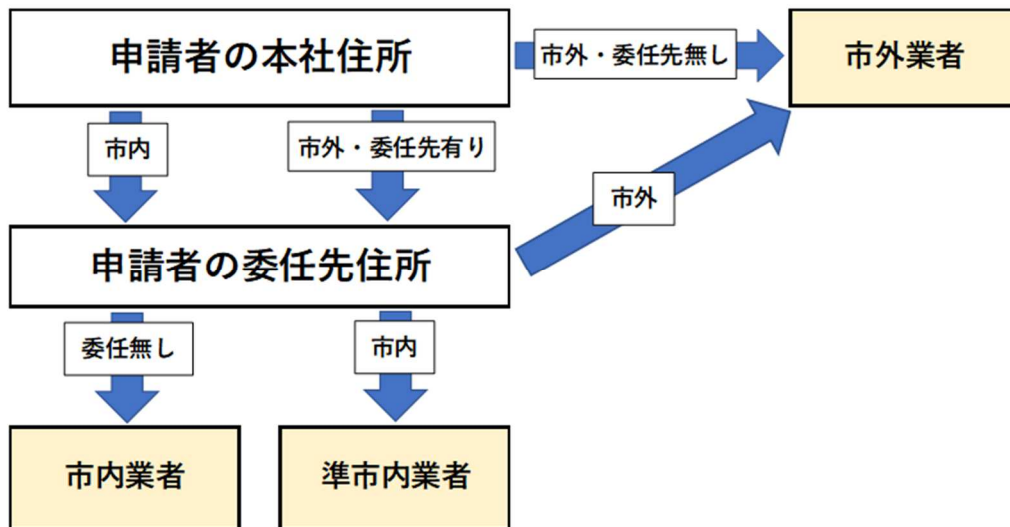 申請者の本社住所
市外・委任先無し
市外業者
市内
市外・委任先有り
市外
申請者の委任先住所
委任無し
市内
市内業者
準市内業者